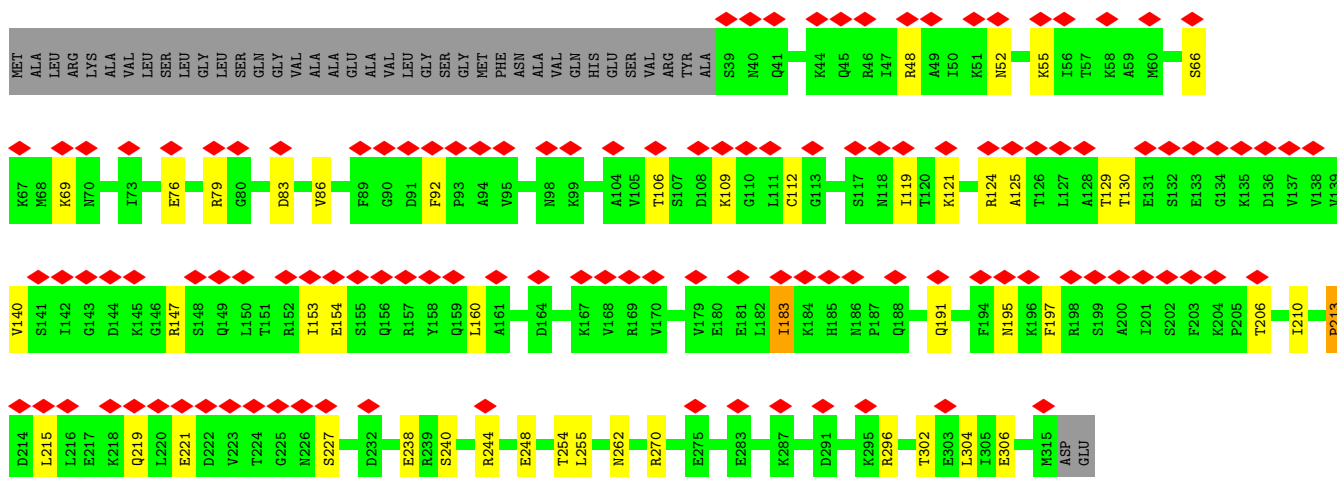 MET ALA LEU ARG LYS ALA VAL LEU SER LEU GLY LEU SER GLN GLY VAL ALA ALA GLU ALA VAL LEU GLY SER GLY MET PHE ASN ALA VAL GLN HIS GLU SER VAL ARG TYR ALA S39 N40 Q41 K44 Q45 R46 I47 R48 A49 I50 K51 N52 K55 I56 T57 K58 A59 M60 S66
K67 M68 K69 N70 I73 E76 R79 G80 D83 V86 F89 G90 D91 F92 P93 A94 V95 N98 K99 A104 V105 T106 S107 D108 K109 G110 L111 C112 G113 S117 N118 I119 T120 K121 R124 A125 T126 L127 A128 T129 T130 E131 S132 E133 G134 K135 D136 V137 V138 V139
V140 S141 I142 G143 D144 K145 G146 R147 S148 Q149 L150 T151 R152 I153 E154 S155 Q156 R157 Y158 Q159 L160 A161 D164 K167 V168 R169 V170 V179 E180 E181 L182 I183 K184 H185 N186 P187 Q188 Q191 F194 N195 K196 F197 R198 S199 A200 I201 S202 F203 K204 P205 T206 I210 P213
D214 L215 L216 E217 K218 Q219 L220 E221 D222 V223 T224 G225 N226 S227 D232 E238 R239 S240 R244 E248 T254 L255 N262 R270 E275 E283 K287 D291 K295 R296 T302 E303 L304 I305 E306 M315 ASP GLU